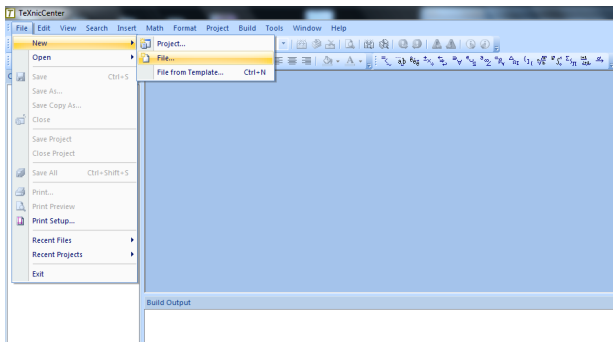 TeXnicCenter
File Edit View Search Insert Math Format Project Build Tools Window Help
New
Project...
Open
File...
File from Template... Ctrl+N
Save Ctrl+S
Save As...
Save Copy As...
Close
Save Project
Close Project
Save All Ctrl+Shift+S
Print...
Print Preview
Print Setup...
Recent Files
Recent Projects
Exit
Build Output